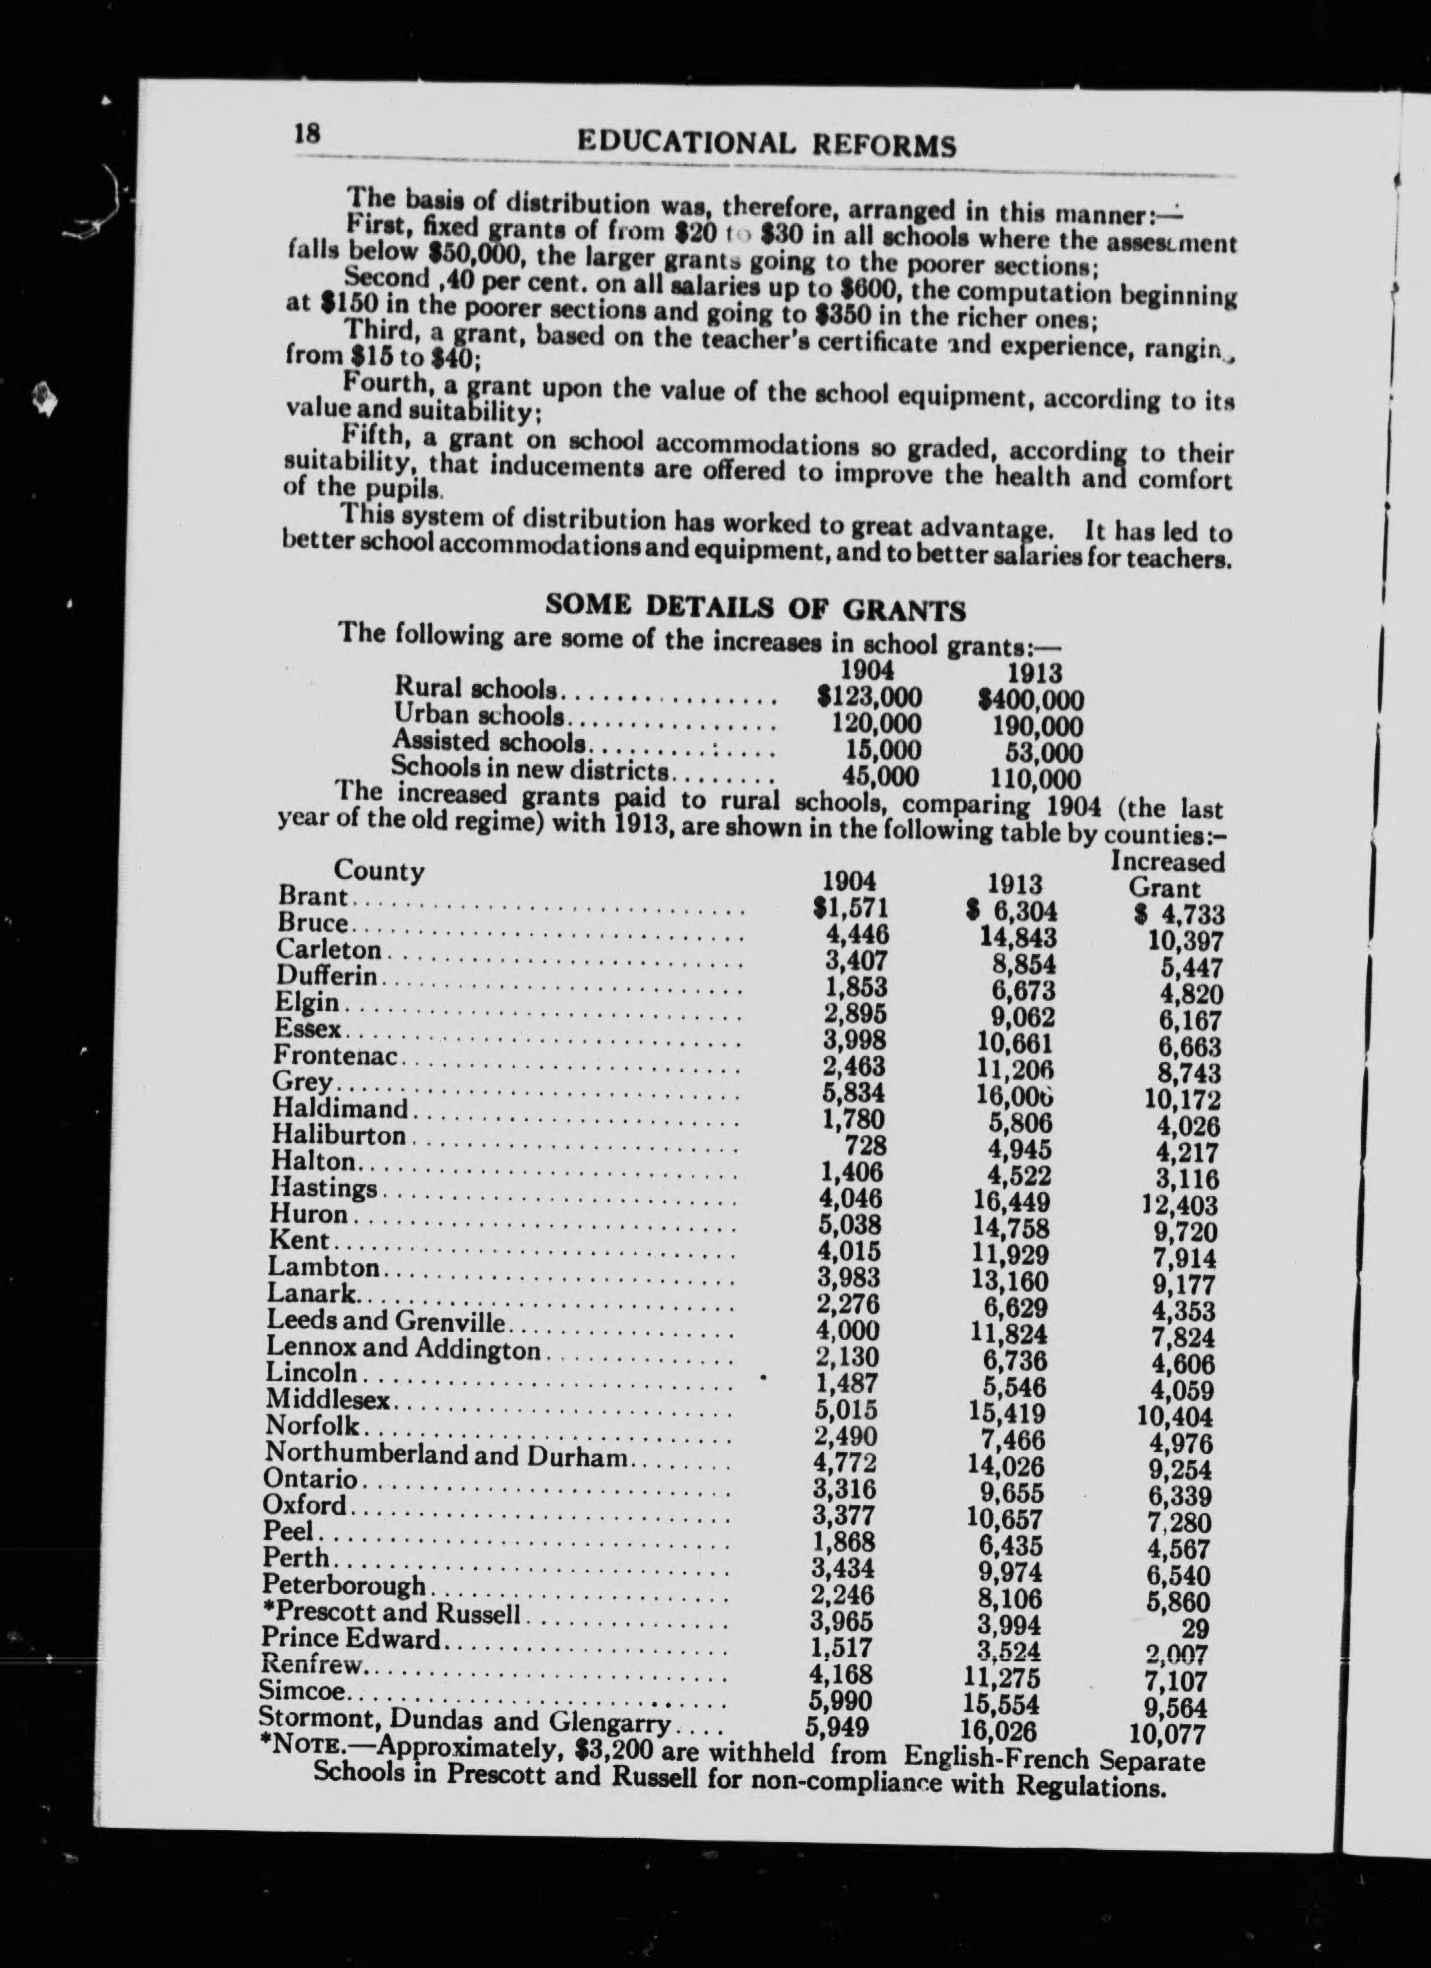 18 EDUCATIONAL REFORMS
The basis of distribution was, therefore, arranged in this manner:—
First, fixed grants of from $20 to $30 in all schools where the assessment
falls below $50,000, the larger grants going to the poorer sections;
Second ,40 per cent. on all salaries up to $600, the computation beginning
at $150 in the poorer sections and going to $350 in the richer ones;
Third, a grant, based on the teacher's certificate and experience, rangin
from $15 to $40;
Fourth, a grant upon the value of the school equipment, according to its
value and suitability;
Fifth, a grant on school accommodations so graded, according to their
suitability, that inducements are offered to improve the health and comfort
of the pupils.
This system of distribution has worked to great advantage. It has led to
better school accommodations and equipment, and to better salaries for teachers.
SOME DETAILS OF GRANTS
The following are some of the increases in school grants:—
1904 1913
Rural schools................ $123,000 $400,000
Urban schools................ 120,000 190,000
Assisted schools.........:.... 15,000 53,000
Schools in new districts........ 45,000 110,000
The increased grants paid to rural schools, comparing 1904 (the last
year of the old regime) with 1913, are shown in the following table by counties:-
County 1904 1913 Increased Grant
Brant............................ $1,571 $ 6,304 $ 4,733
Bruce............................ 4,446 14,843 10,397
Carleton.......................... 3,407 8,854 5,447
Dufferin.......................... 1,853 6,673 4,820
Elgin............................. 2,895 9,062 6,167
Essex............................. 3,998 10,661 6,663
Frontenac......................... 2,463 11,206 8,743
Grey.............................. 5,834 16,006 10,172
Haldimand........................ 1,780 5,806 4,026
Haliburton........................ 728 4,945 4,217
Halton............................ 1,406 4,522 3,116
Hastings.......................... 4,046 16,449 12,403
Huron............................ 5,038 14,758 9,720
Kent.............................. 4,015 11,929 7,914
Lambton.......................... 3,983 13,160 9,177
Lanark............................ 2,276 6,629 4,353
Leeds and Grenville................ 4,000 11,824 7,824
Lennox and Addington.............. 2,130 6,736 4,606
Lincoln........................... 1,487 5,546 4,059
Middlesex......................... 5,015 15,419 10,404
Norfolk........................... 2,490 7,466 4,976
Northumberland and Durham........ 4,772 14,026 9,254
Ontario........................... 3,316 9,655 6,339
Oxford............................ 3,377 10,657 7,280
Peel.............................. 1,868 6,435 4,567
Perth............................. 3,434 9,974 6,540
Peterborough...................... 2,246 8,106 5,860
*Prescott and Russell............... 3,965 3,994 29
Prince Edward..................... 1,517 3,524 2,007
Renfrew........................... 4,168 11,275 7,107
Simcoe............................ 5,990 15,554 9,564
Stormont, Dundas and Glengarry.... 5,949 16,026 10,077
*NOTE.—Approximately, $3,200 are withheld from English-French Separate
Schools in Prescott and Russell for non-compliance with Regulations.